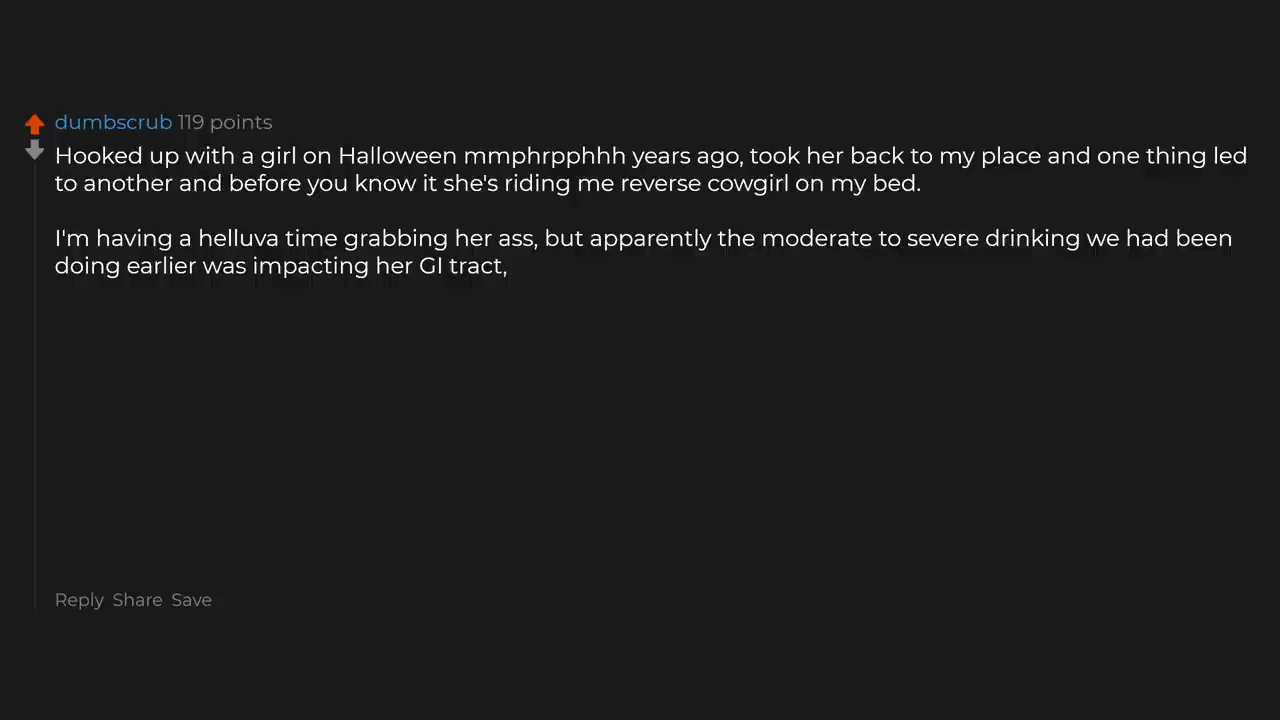 dumbscrub 119 points
Hooked up with a girl on Halloween mmphrpphhh years ago, took her back to my place and one thing led
to another and before you know it she's riding me reverse cowgirl on my bed.
I'm having a helluva time grabbing her ass, but apparently the moderate to severe drinking we had been
doing earlier was impacting her GI tract,
Reply Share Save